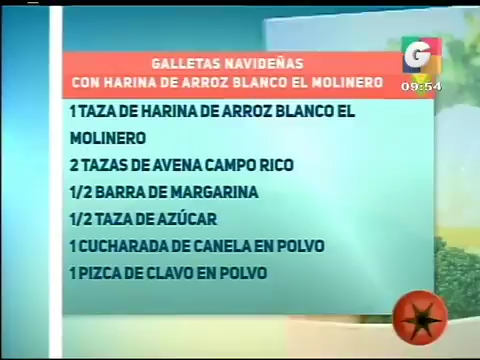 GALLETAS NAVIDEÑAS
CON HARINA DE ARROZ BLANCO EL MOLINERO
G
09:54
1 TAZA DE HARINA DE ARROZ BLANCO EL
MOLINERO
2 TAZAS DE AVENA CAMPO RICO
1/2 BARRA DE MARGARINA
1/2 TAZA DE AZÚCAR
1 CUCHARADA DE CANELA EN POLVO
1 PIZCA DE CLAVO EN POLVO